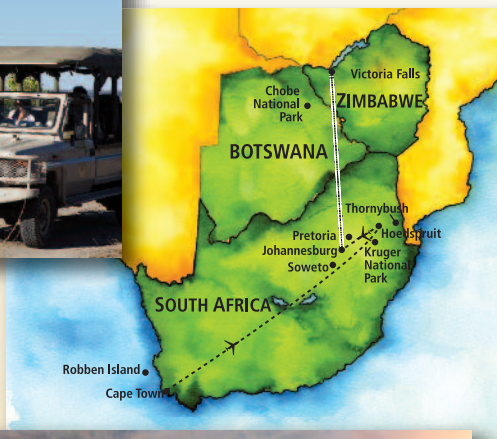 Victoria Falls
Chobe
National
Park
ZIMBABWE
BOTSWANA
Thornybush
Pretoria
Hoedspruit
Johannesburg
Kruger
National
Park
Soweto
SOUTH AFRICA
Robben Island
Cape Town